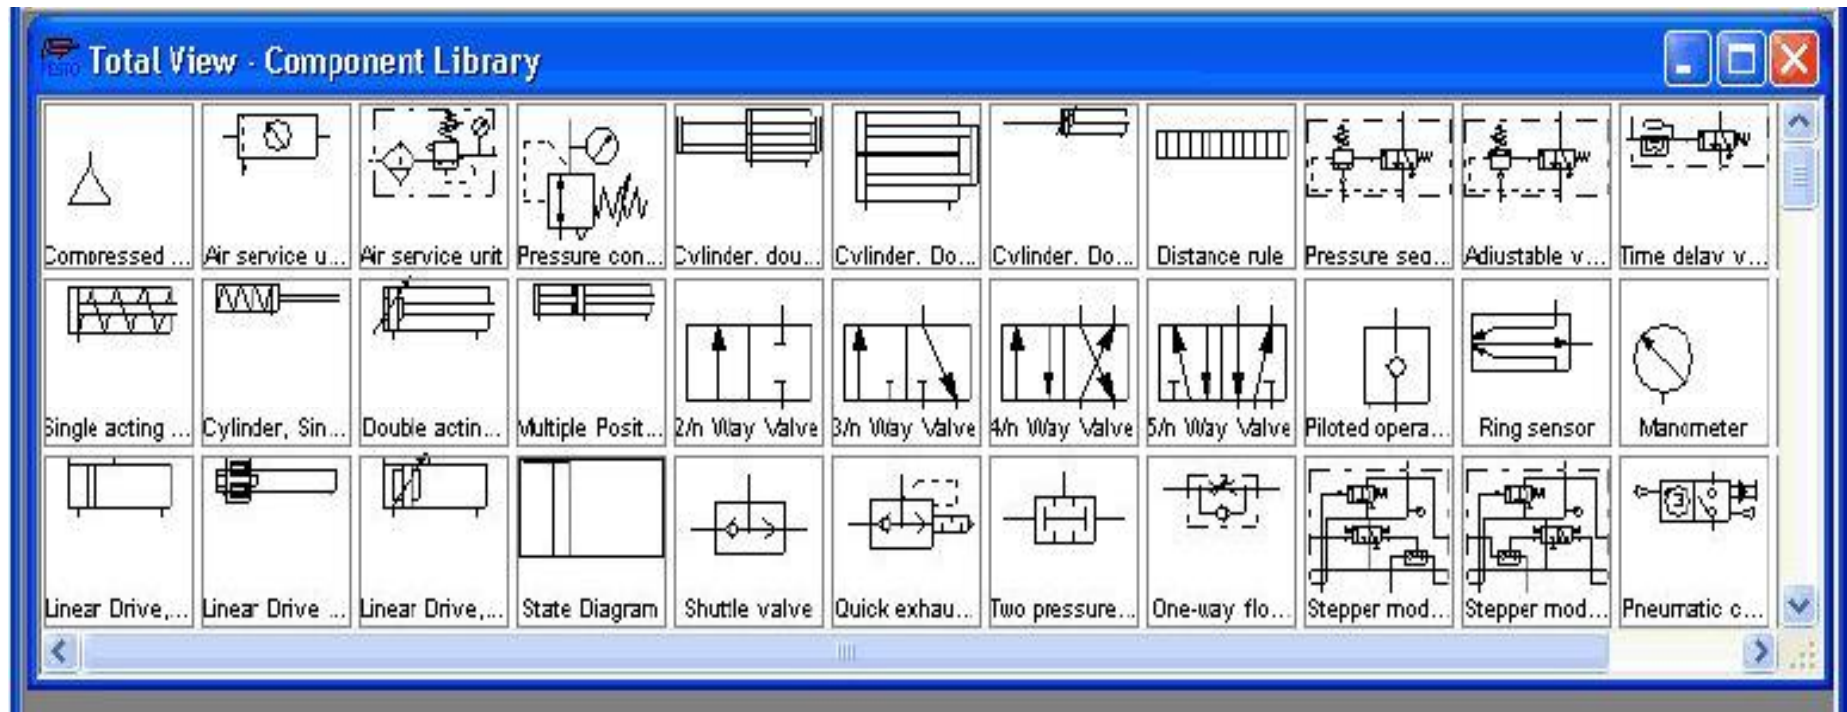 FESTO Total View - Component Library
Compressed ... Air service u... Air service unit Pressure con... Cylinder, dou... Cylinder, Do... Cylinder, Do... Distance rule Pressure seq... Adjustable v... Time delay v...
Single acting ... Cylinder, Sin... Double actin... Multiple Posit... 2/n Way Valve 3/n Way Valve 4/n Way Valve 5/n Way Valve Piloted opera... Ring sensor Manometer
Linear Drive,... Linear Drive ... Linear Drive,... State Diagram Shuttle valve Quick exhau... Two pressure... One-way flo... Stepper mod... Stepper mod... Pneumatic c...